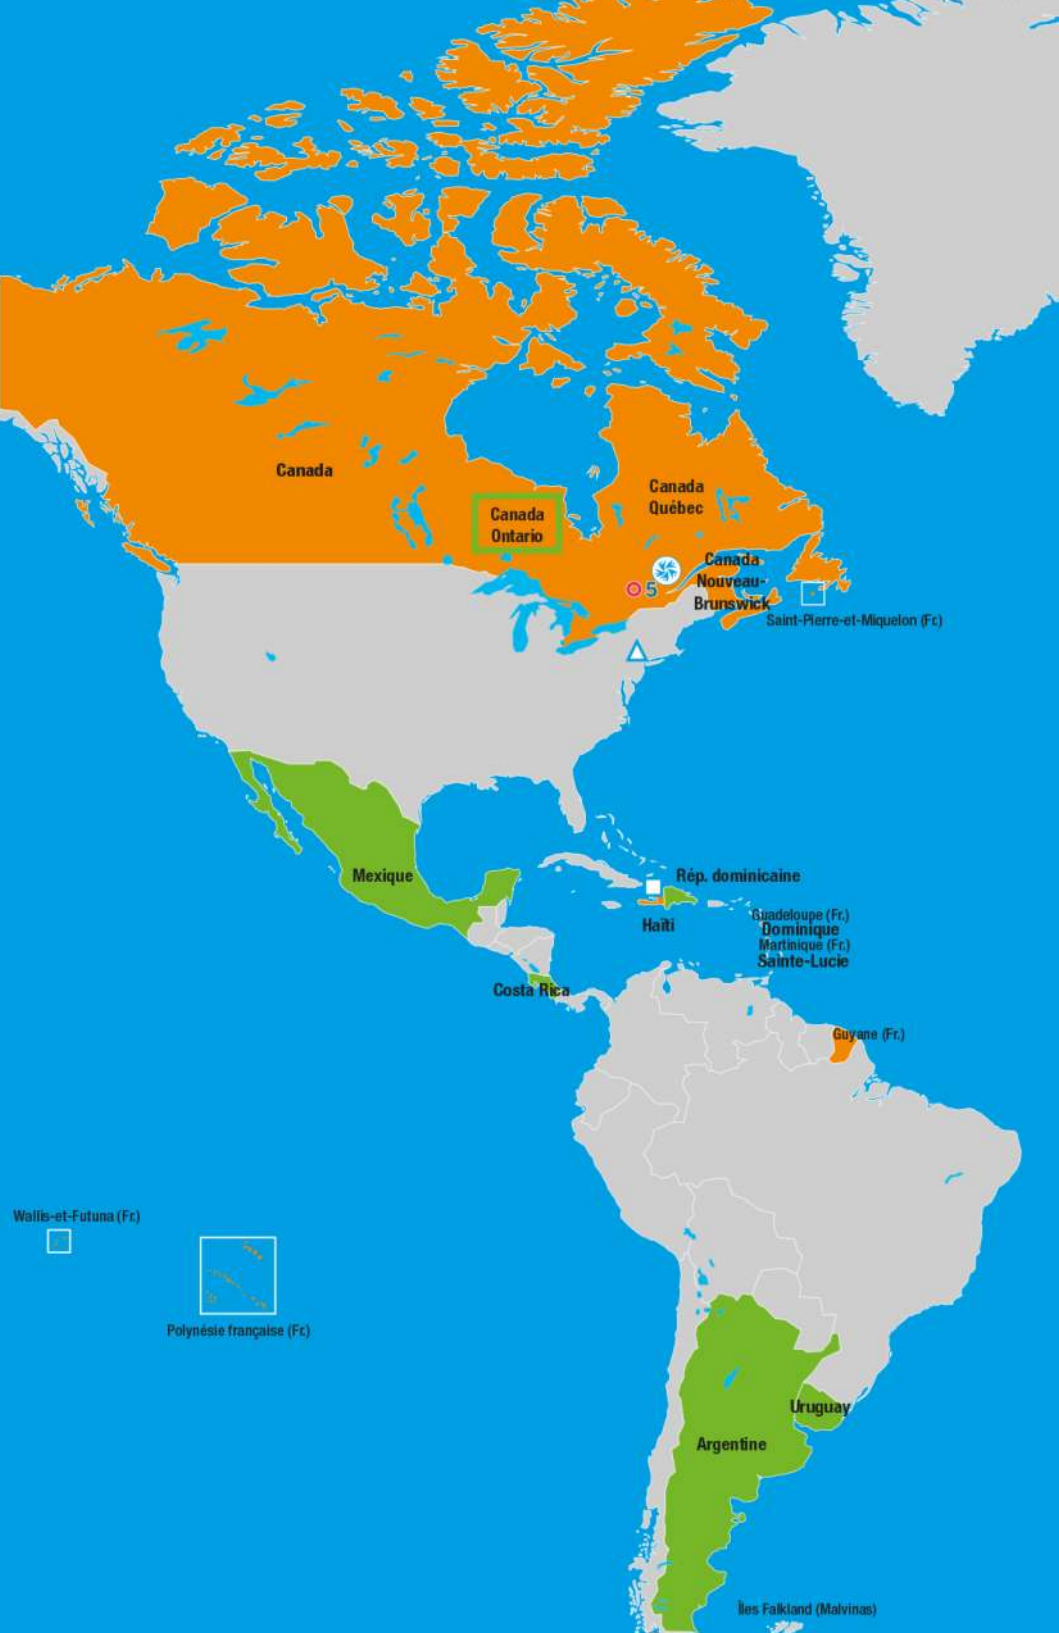 Canada
Canada
Québec
Canada
Ontario
Canada
Nouveau-
Brunswick
5
Saint-Pierre-et-Miquelon (Fr.)
Mexique
Rép. dominicaine
Haïti
Guadeloupe (Fr.)
Dominique
Martinique (Fr.)
Sainte-Lucie
Costa Rica
Guyane (Fr.)
Wallis-et-Futuna (Fr.)
Polynésie française (Fr.)
Uruguay
Argentine
Îles Falkland (Malvinas)